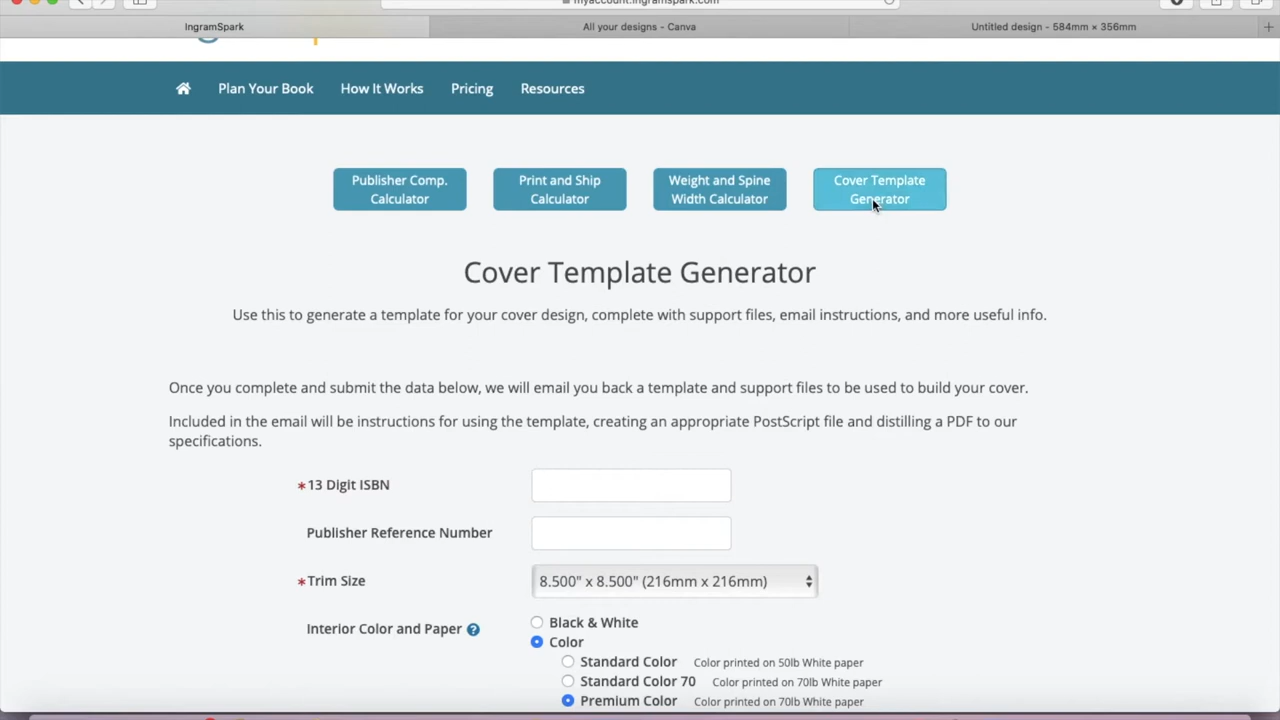 myaccount.ingramspark.com
IngramSpark
All your designs - Canva
Untitled design - 584mm × 356mm
Plan Your Book
How It Works
Pricing
Resources
Publisher Comp.
Calculator
Print and Ship
Calculator
Weight and Spine
Width Calculator
Cover Template
Generator
Cover Template Generator
Use this to generate a template for your cover design, complete with support files, email instructions, and more useful info.
Once you complete and submit the data below, we will email you back a template and support files to be used to build your cover.
Included in the email will be instructions for using the template, creating an appropriate PostScript file and distilling a PDF to our
specifications.
*13 Digit ISBN
Publisher Reference Number
*Trim Size
8.500" x 8.500" (216mm x 216mm)
Interior Color and Paper ?
Black & White
Color
Standard Color Color printed on 50lb White paper
Standard Color 70 Color printed on 70lb White paper
Premium Color Color printed on 70lb White paper